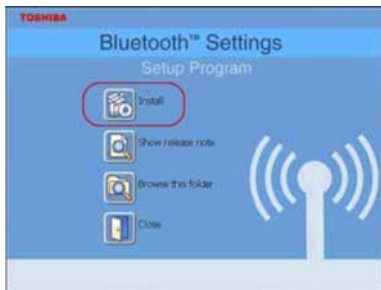 TOSHIBA
Bluetooth™ Settings
Setup Program
Install
Show release note
Browse this folder
Close